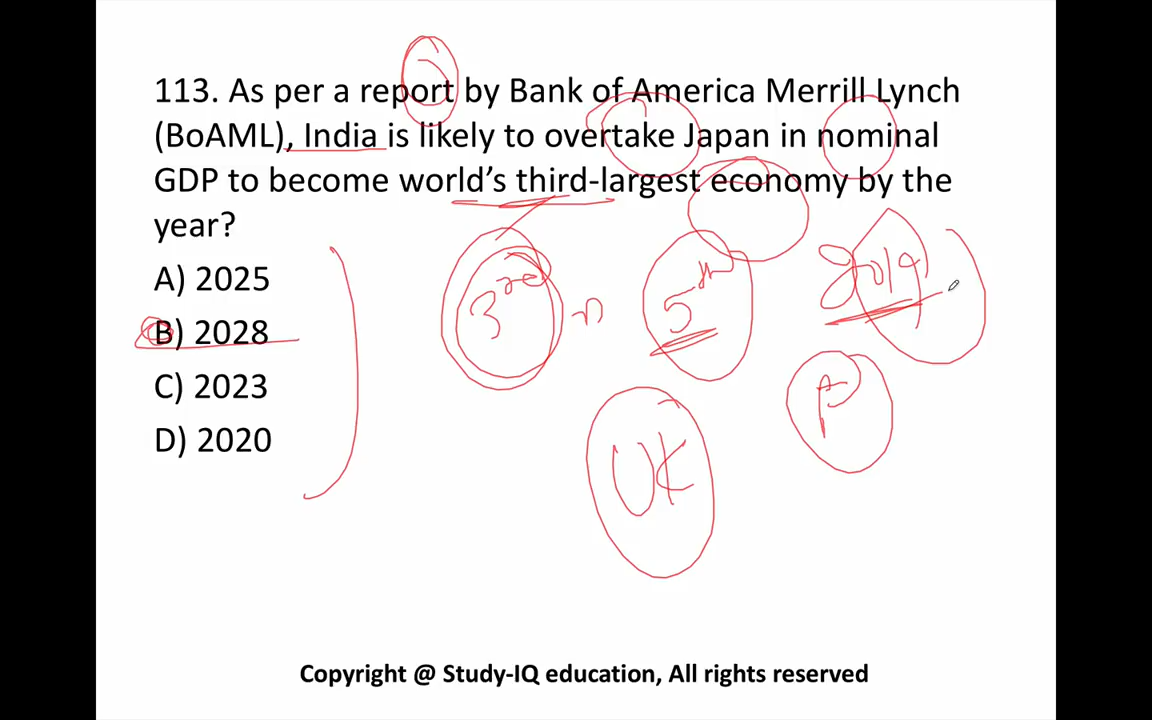 113. As per a report by Bank of America Merrill Lynch
(BoAML), India is likely to overtake Japan in nominal
GDP to become world’s third-largest economy by the
year?
A) 2025
B) 2028
C) 2023
D) 2020
3rd
5th
2019
UK
Copyright @ Study-IQ education, All rights reserved